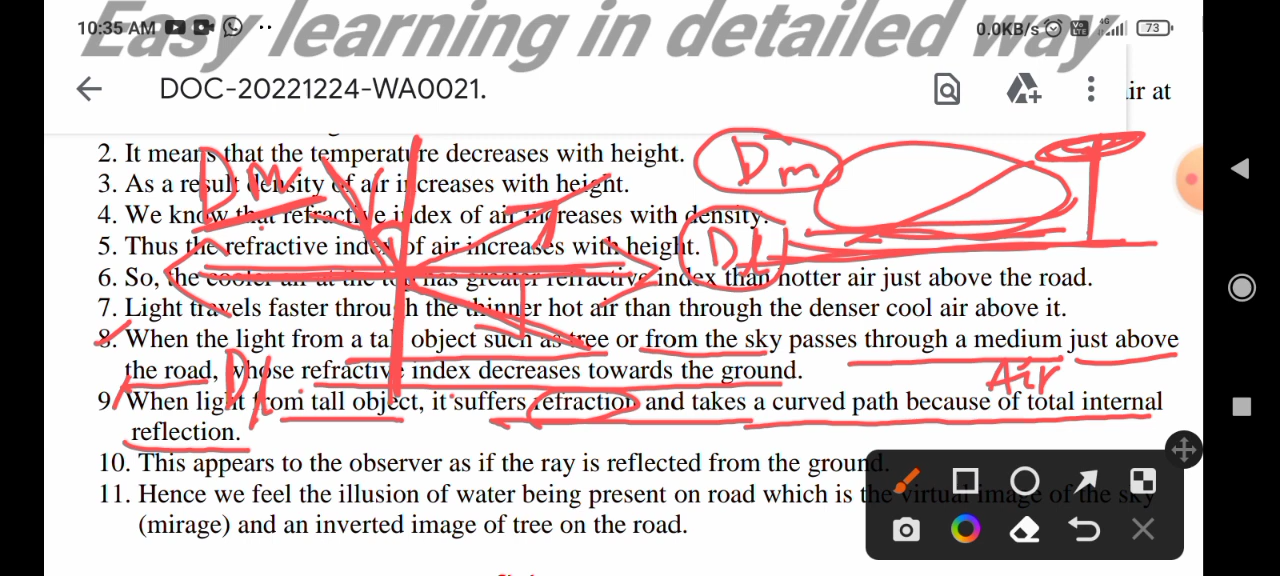 Easy learning in detailed way
10:35 AM
0.0KB/s
4G
73
DOC-20221224-WA0021.
ir at
2. It means that the temperature decreases with height.
3. As a result density of air increases with height.
4. We know that refractive index of air increases with density.
5. Thus the refractive index of air increases with height.
6. So, the cooler air at the top has greater refractive index than hotter air just above the road.
7. Light travels faster through the thinner hot air than through the denser cool air above it.
8. When the light from a tall object such as tree or from the sky passes through a medium just above
the road, whose refractive index decreases towards the ground.
9. When light from tall object, it suffers refraction and takes a curved path because of total internal
reflection.
10. This appears to the observer as if the ray is reflected from the ground.
11. Hence we feel the illusion of water being present on road which is the virtual image of the sky
(mirage) and an inverted image of tree on the road.
Dm
Dm
Air